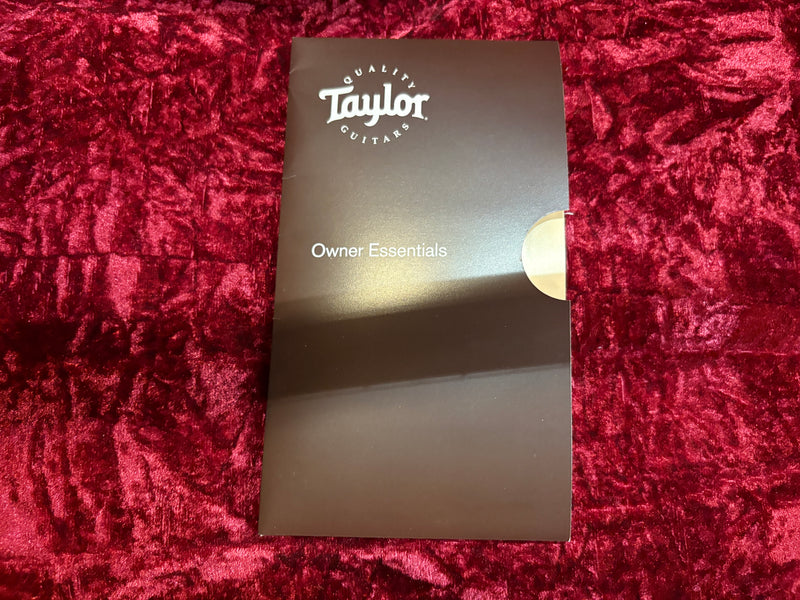 QUALITY
Taylor
GUITARS
Owner Essentials